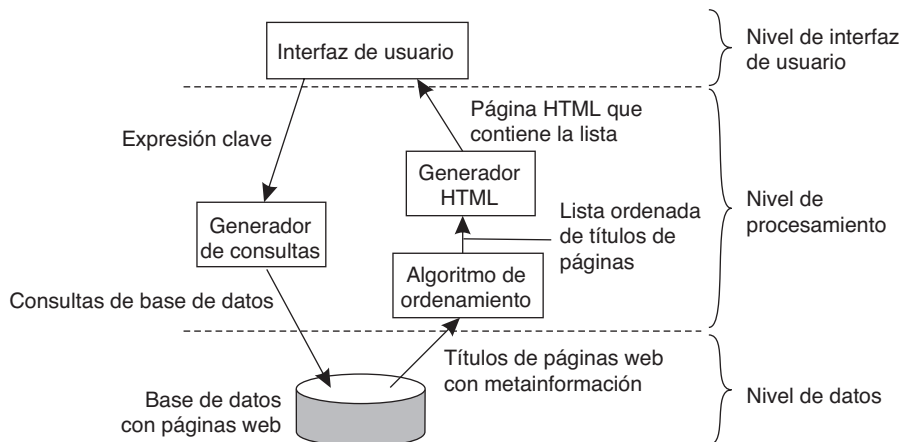 Interfaz de usuario
Nivel de interfaz
de usuario
Expresión clave
Página HTML que
contiene la lista
Generador
HTML
Generador
de consultas
Lista ordenada
de títulos de
páginas
Nivel de
procesamiento
Algoritmo de
ordenamiento
Consultas de base de datos
Títulos de páginas web
con metainformación
Base de datos
con páginas web
Nivel de datos